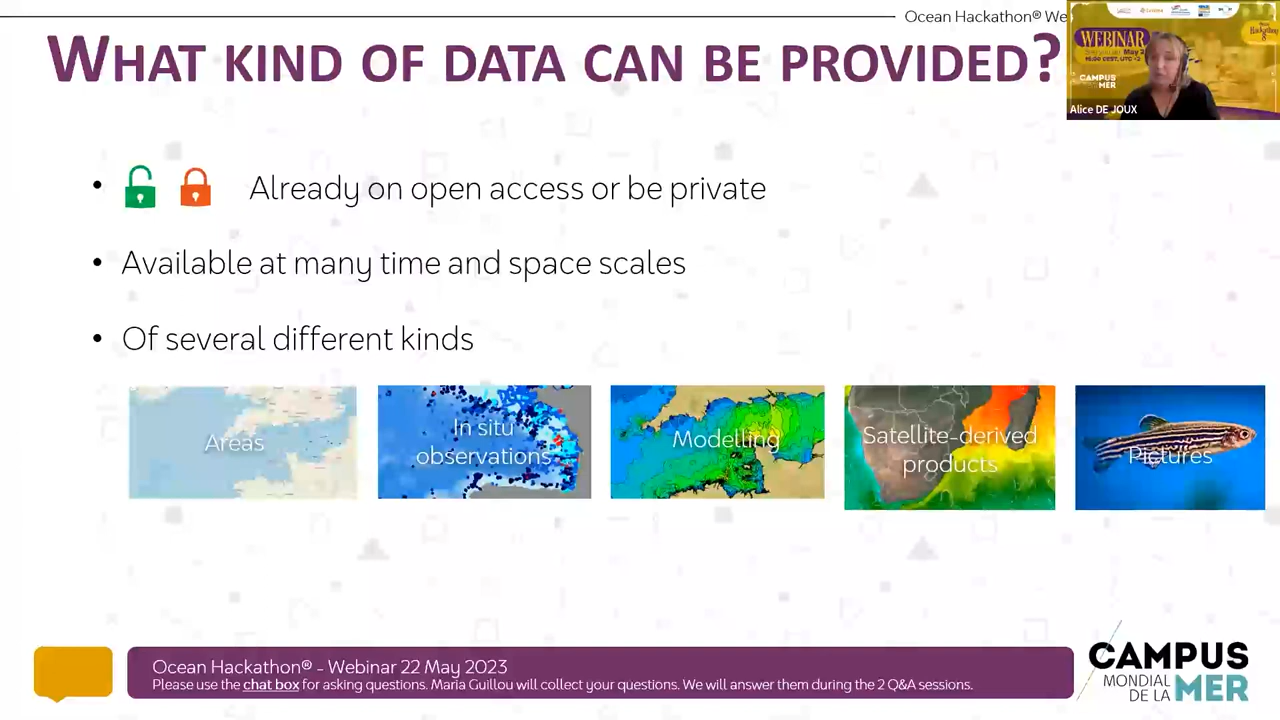 Ocean Hackathon® We
WHAT KIND OF DATA CAN BE PROVIDED?
WEBINAR
CAMPUS
MER
Alice DE JOUX
• Already on open access or be private
• Available at many time and space scales
• Of several different kinds
Areas
In situ
observations
Modelling
Satellite-derived
products
Pictures
Ocean Hackathon® - Webinar 22 May 2023
Please use the chat box for asking questions. Maria Guillou will collect your questions. We will answer them during the 2 Q&A sessions.
CAMPUS
MONDIAL
DE LA MER